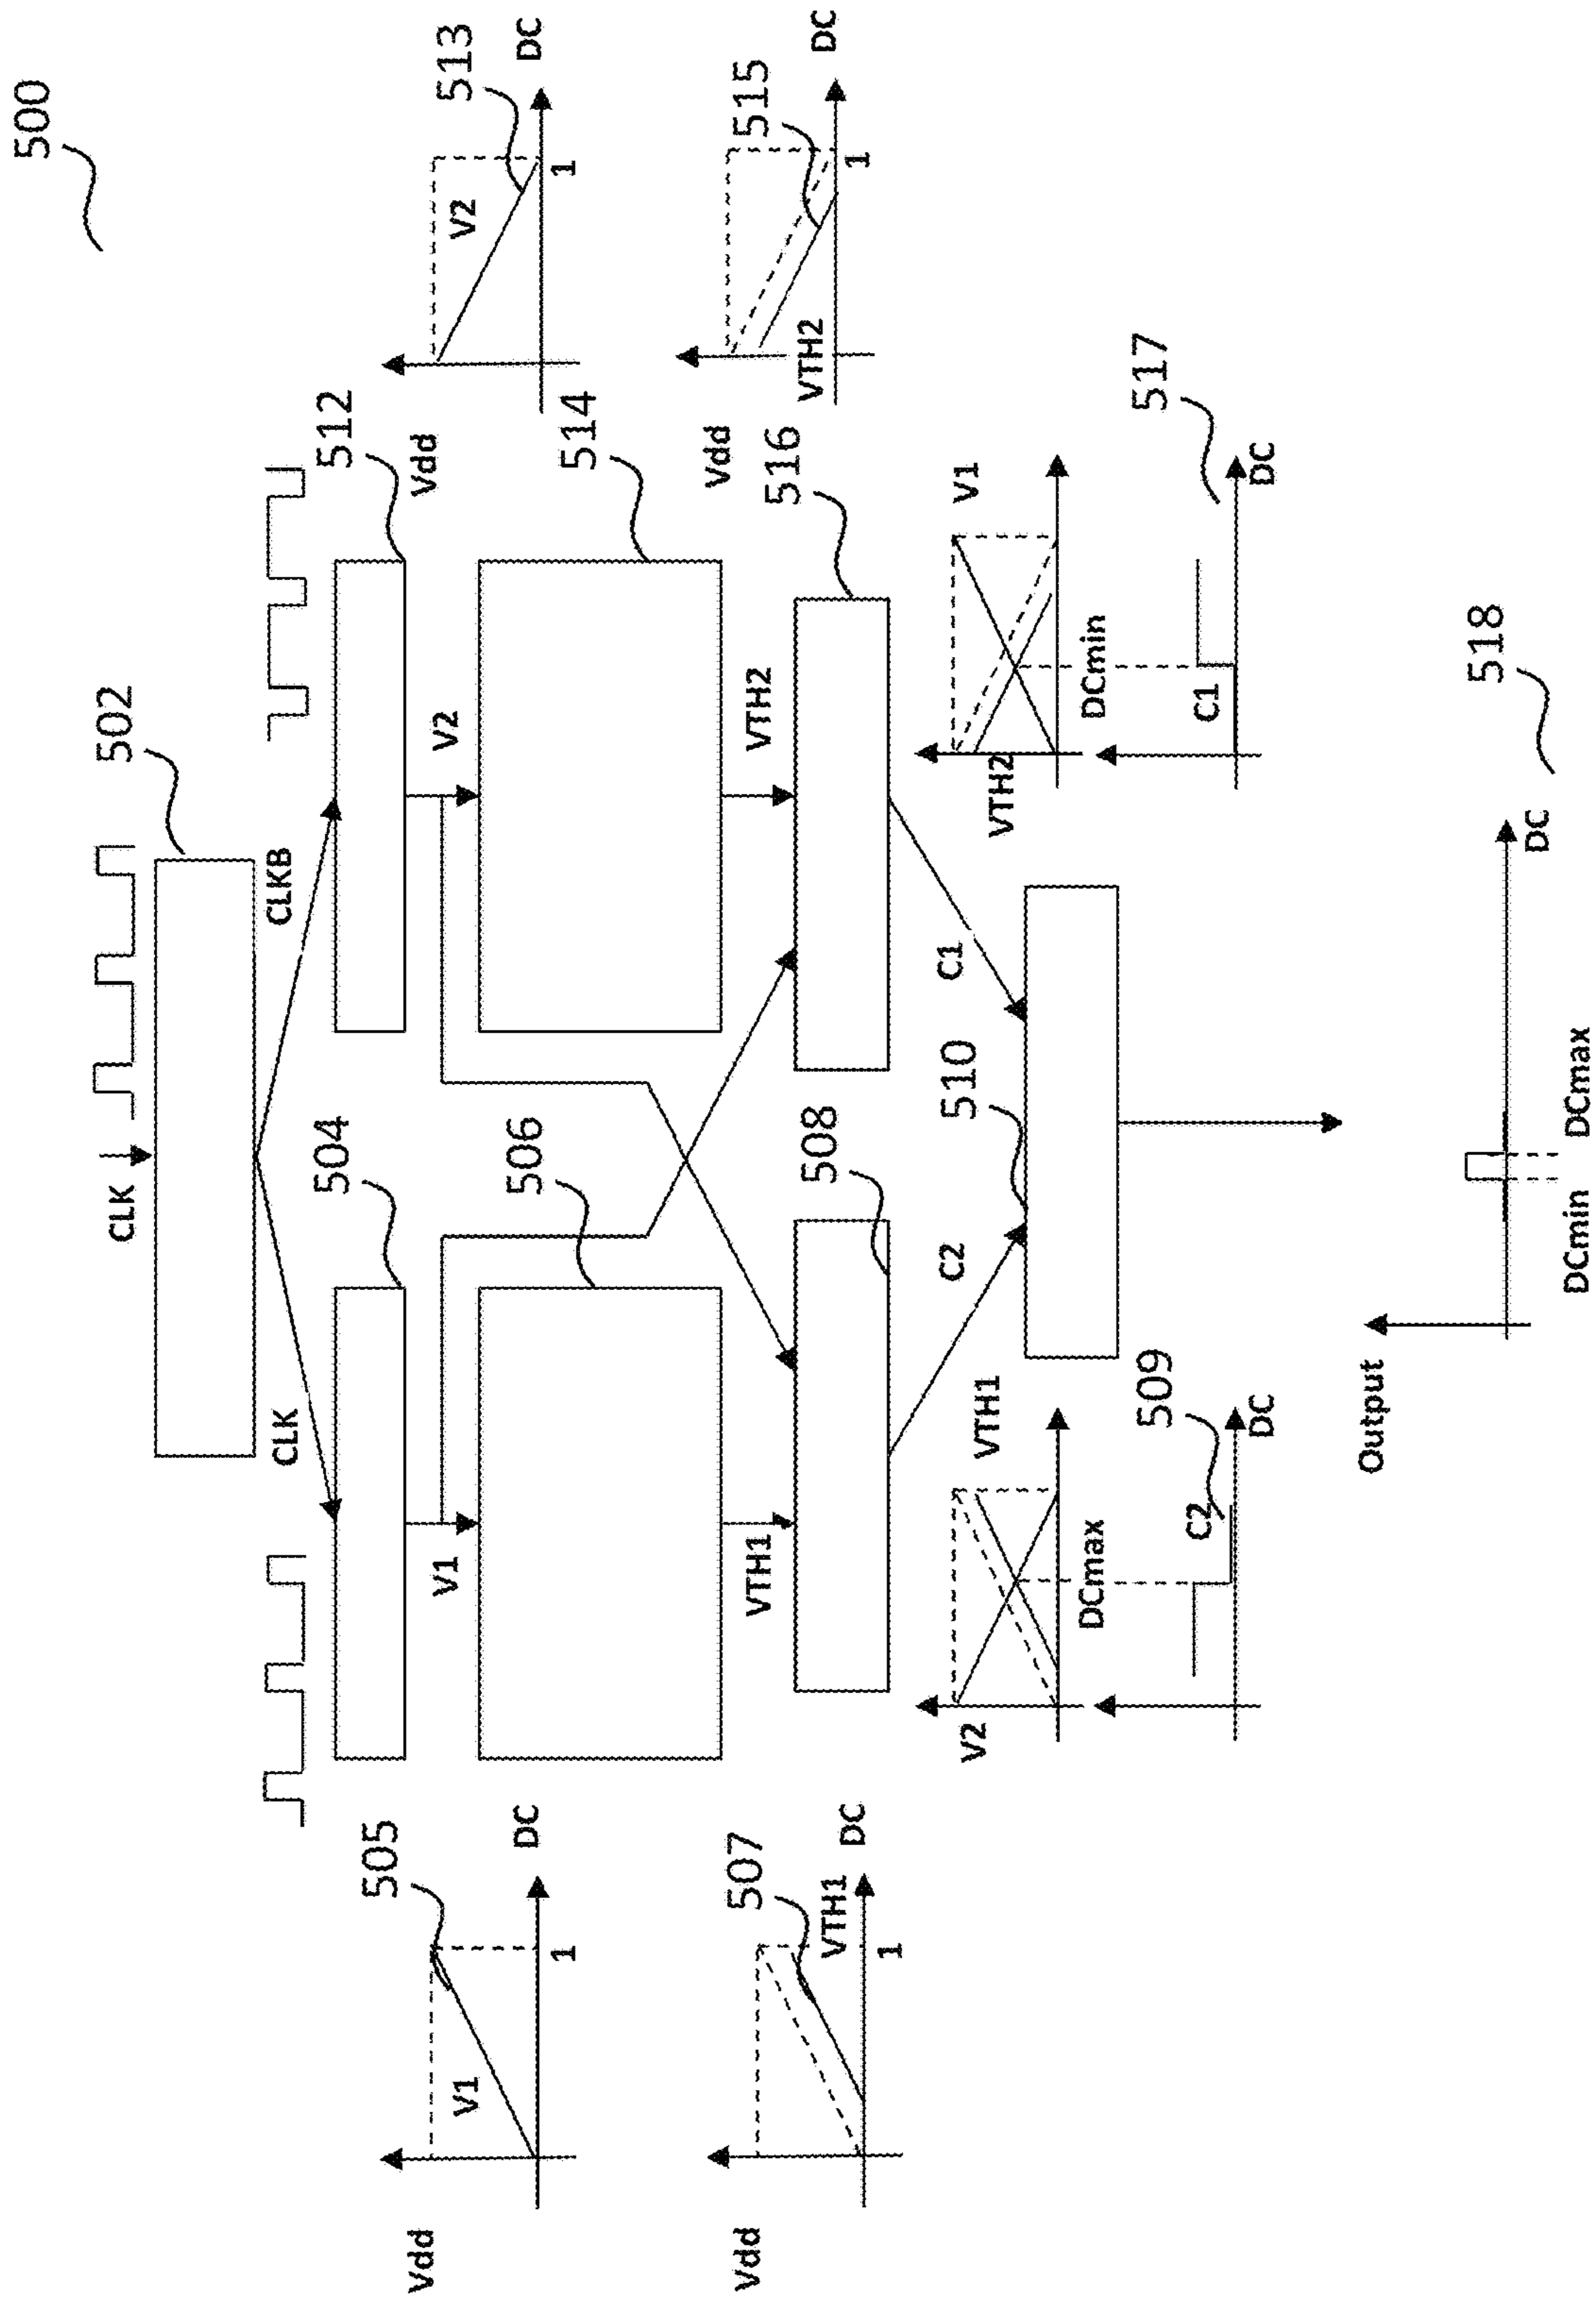 500
CLK
502
CLK
CLKB
504
512
V1
V2
505
Vdd
V1
1
DC
Vdd
V2
513
1
DC
506
514
VTH1
VTH2
507
Vdd
VTH1
1
DC
Vdd
VTH2
515
1
DC
508
516
C2
C1
510
V2
VTH1
DCmax
C2
509
DC
VTH2
V1
DCmin
C1
517
DC
Output
518
DC
DCmin
DCmax